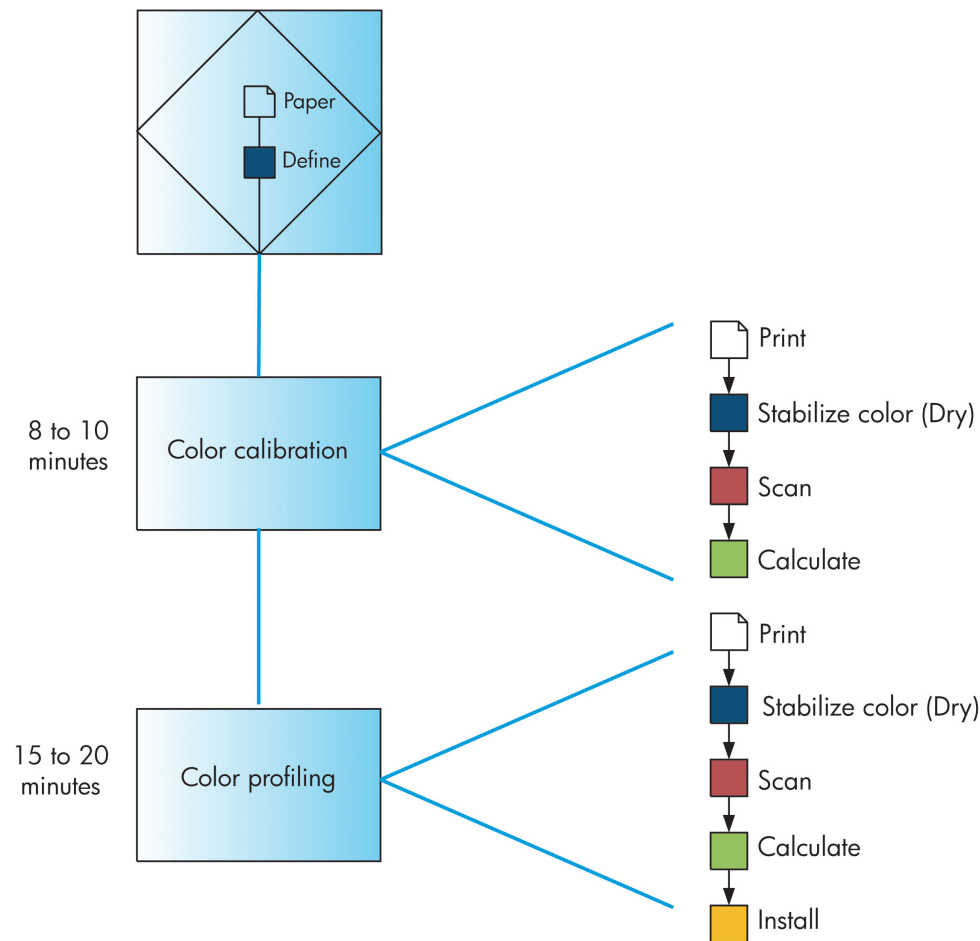 Paper
Define
8 to 10
minutes
Color calibration
Print
Stabilize color (Dry)
Scan
Calculate
15 to 20
minutes
Color profiling
Print
Stabilize color (Dry)
Scan
Calculate
Install